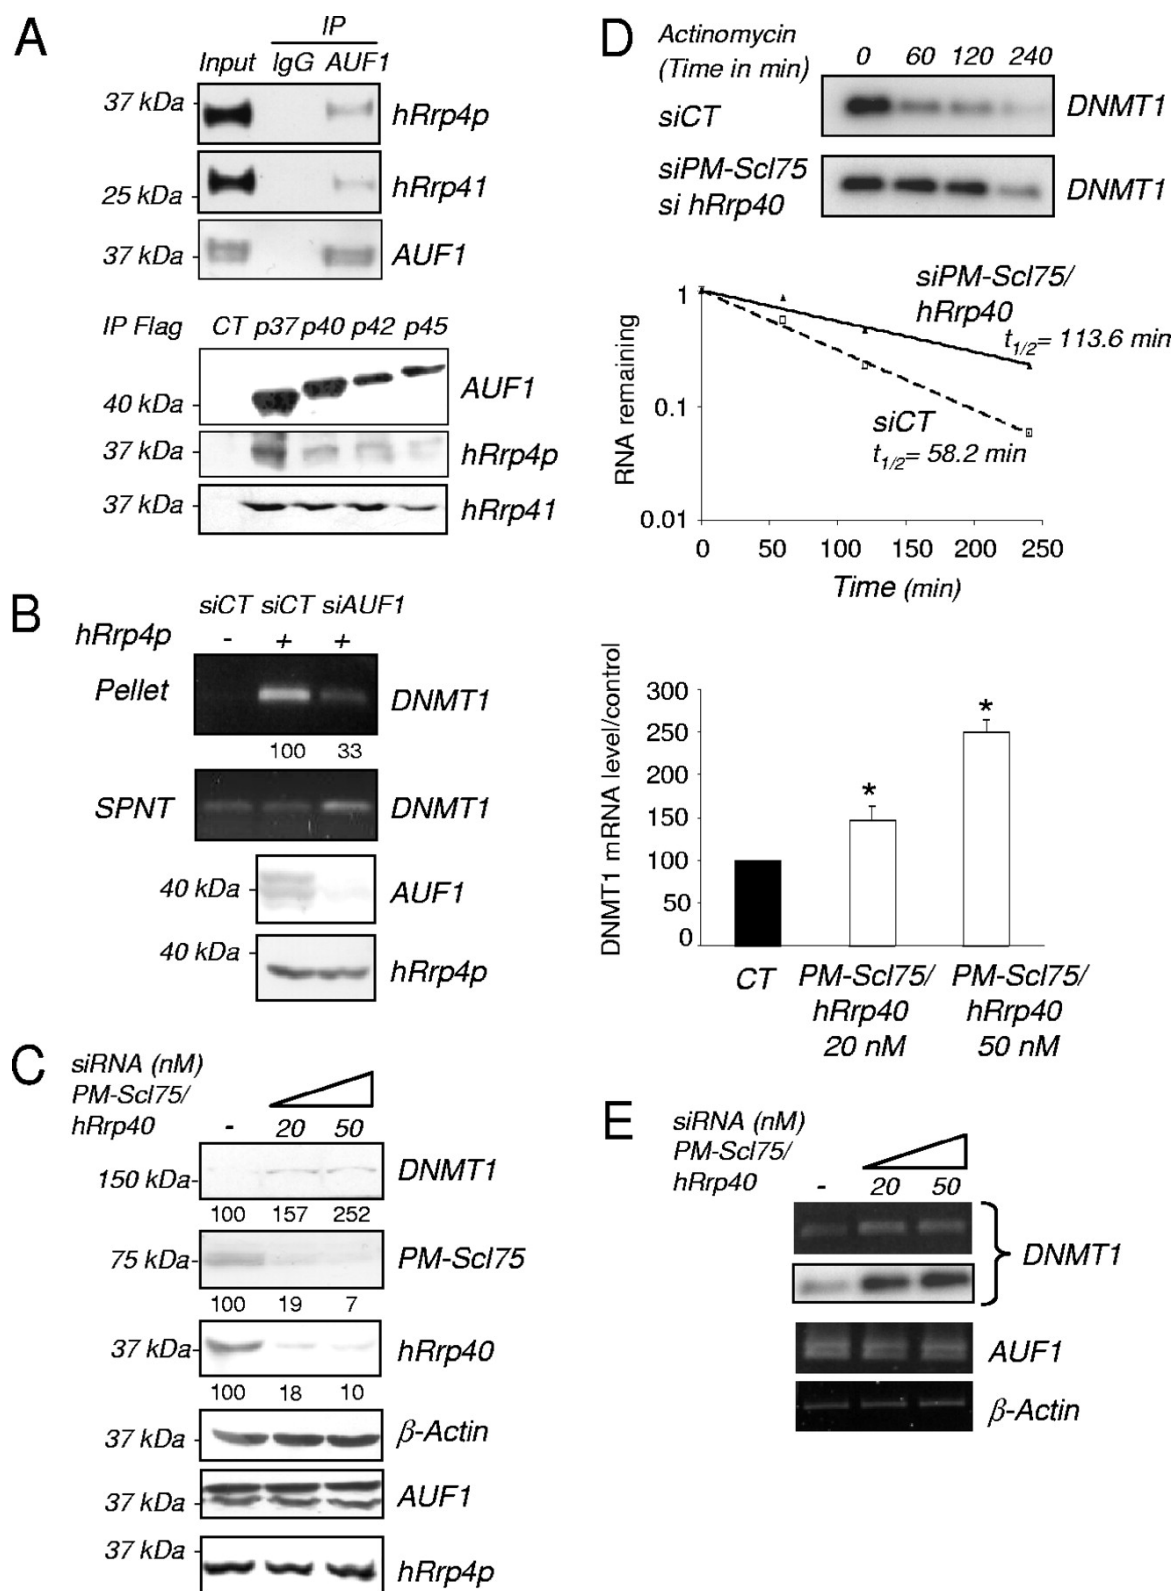 A
IP
Input IgG AUF1
37 kDa hRrp4p
25 kDa hRrp41
37 kDa AUF1
IP Flag CT p37 p40 p42 p45
40 kDa AUF1
37 kDa hRrp4p
37 kDa hRrp41
B
siCT siCT siAUF1
hRrp4p - + +
Pellet DNMT1
100 33
SPNT DNMT1
40 kDa AUF1
40 kDa hRrp4p
C
siRNA (nM)
PM-Scl75/
hRrp40 - 20 50
150 kDa DNMT1
100 157 252
75 kDa PM-Scl75
100 19 7
37 kDa hRrp40
100 18 10
37 kDa β-Actin
37 kDa AUF1
37 kDa hRrp4p
D
Actinomycin
(Time in min) 0 60 120 240
siCT DNMT1
siPM-Scl75
si hRrp40 DNMT1
RNA remaining
1
0.1
0.01
siPM-Scl75/
hRrp40
t1/2= 113.6 min
siCT
t1/2= 58.2 min
0 50 100 150 200 250
Time (min)
DNMT1 mRNA level/control
300
250
200
150
100
50
0
* *
CT
PM-Scl75/
hRrp40
20 nM
PM-Scl75/
hRrp40
50 nM
E
siRNA (nM)
PM-Scl75/
hRrp40 - 20 50
DNMT1
AUF1
β-Actin